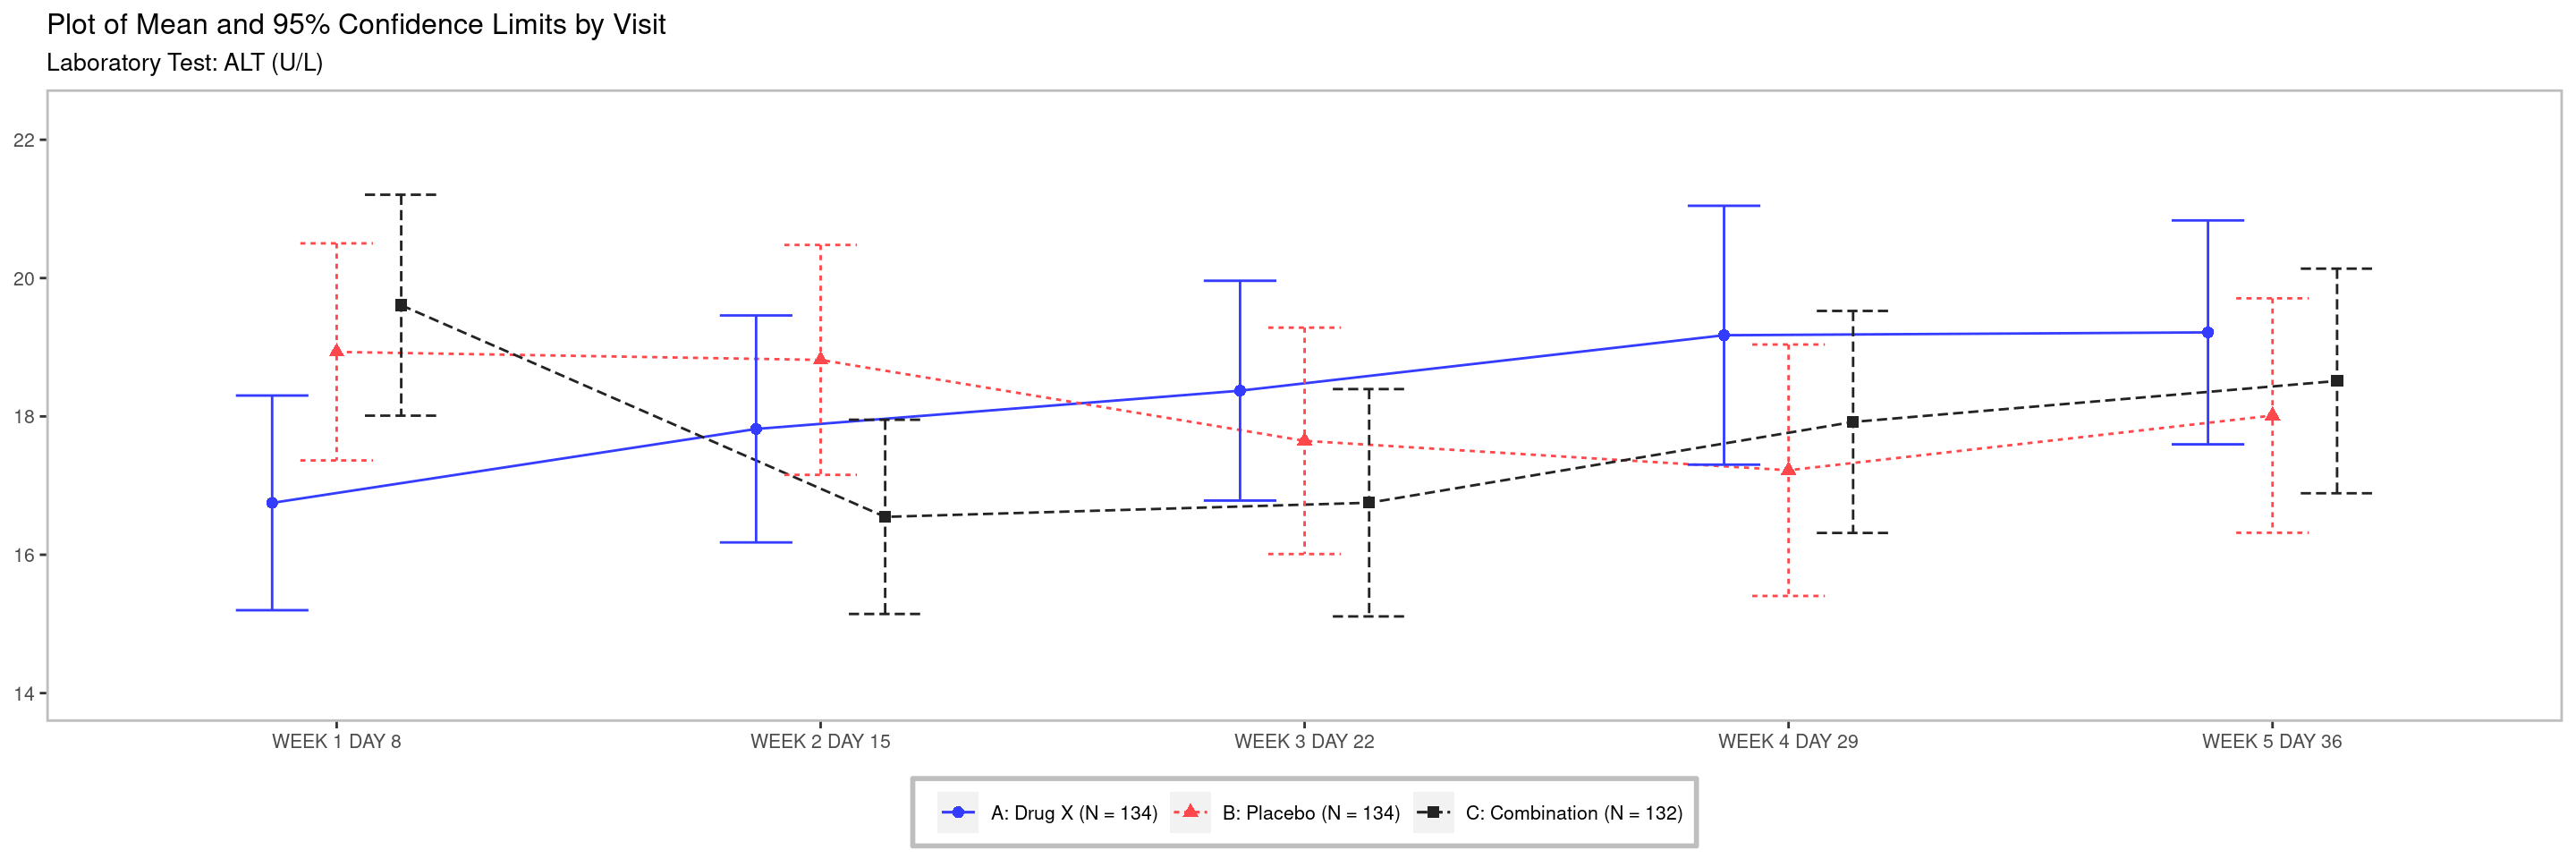 Plot of Mean and 95% Confidence Limits by Visit
Laboratory Test: ALT (U/L)
22
20
18
16
14
WEEK 1 DAY 8
WEEK 2 DAY 15
WEEK 3 DAY 22
WEEK 4 DAY 29
WEEK 5 DAY 36
A: Drug X (N = 134)
B: Placebo (N = 134)
C: Combination (N = 132)